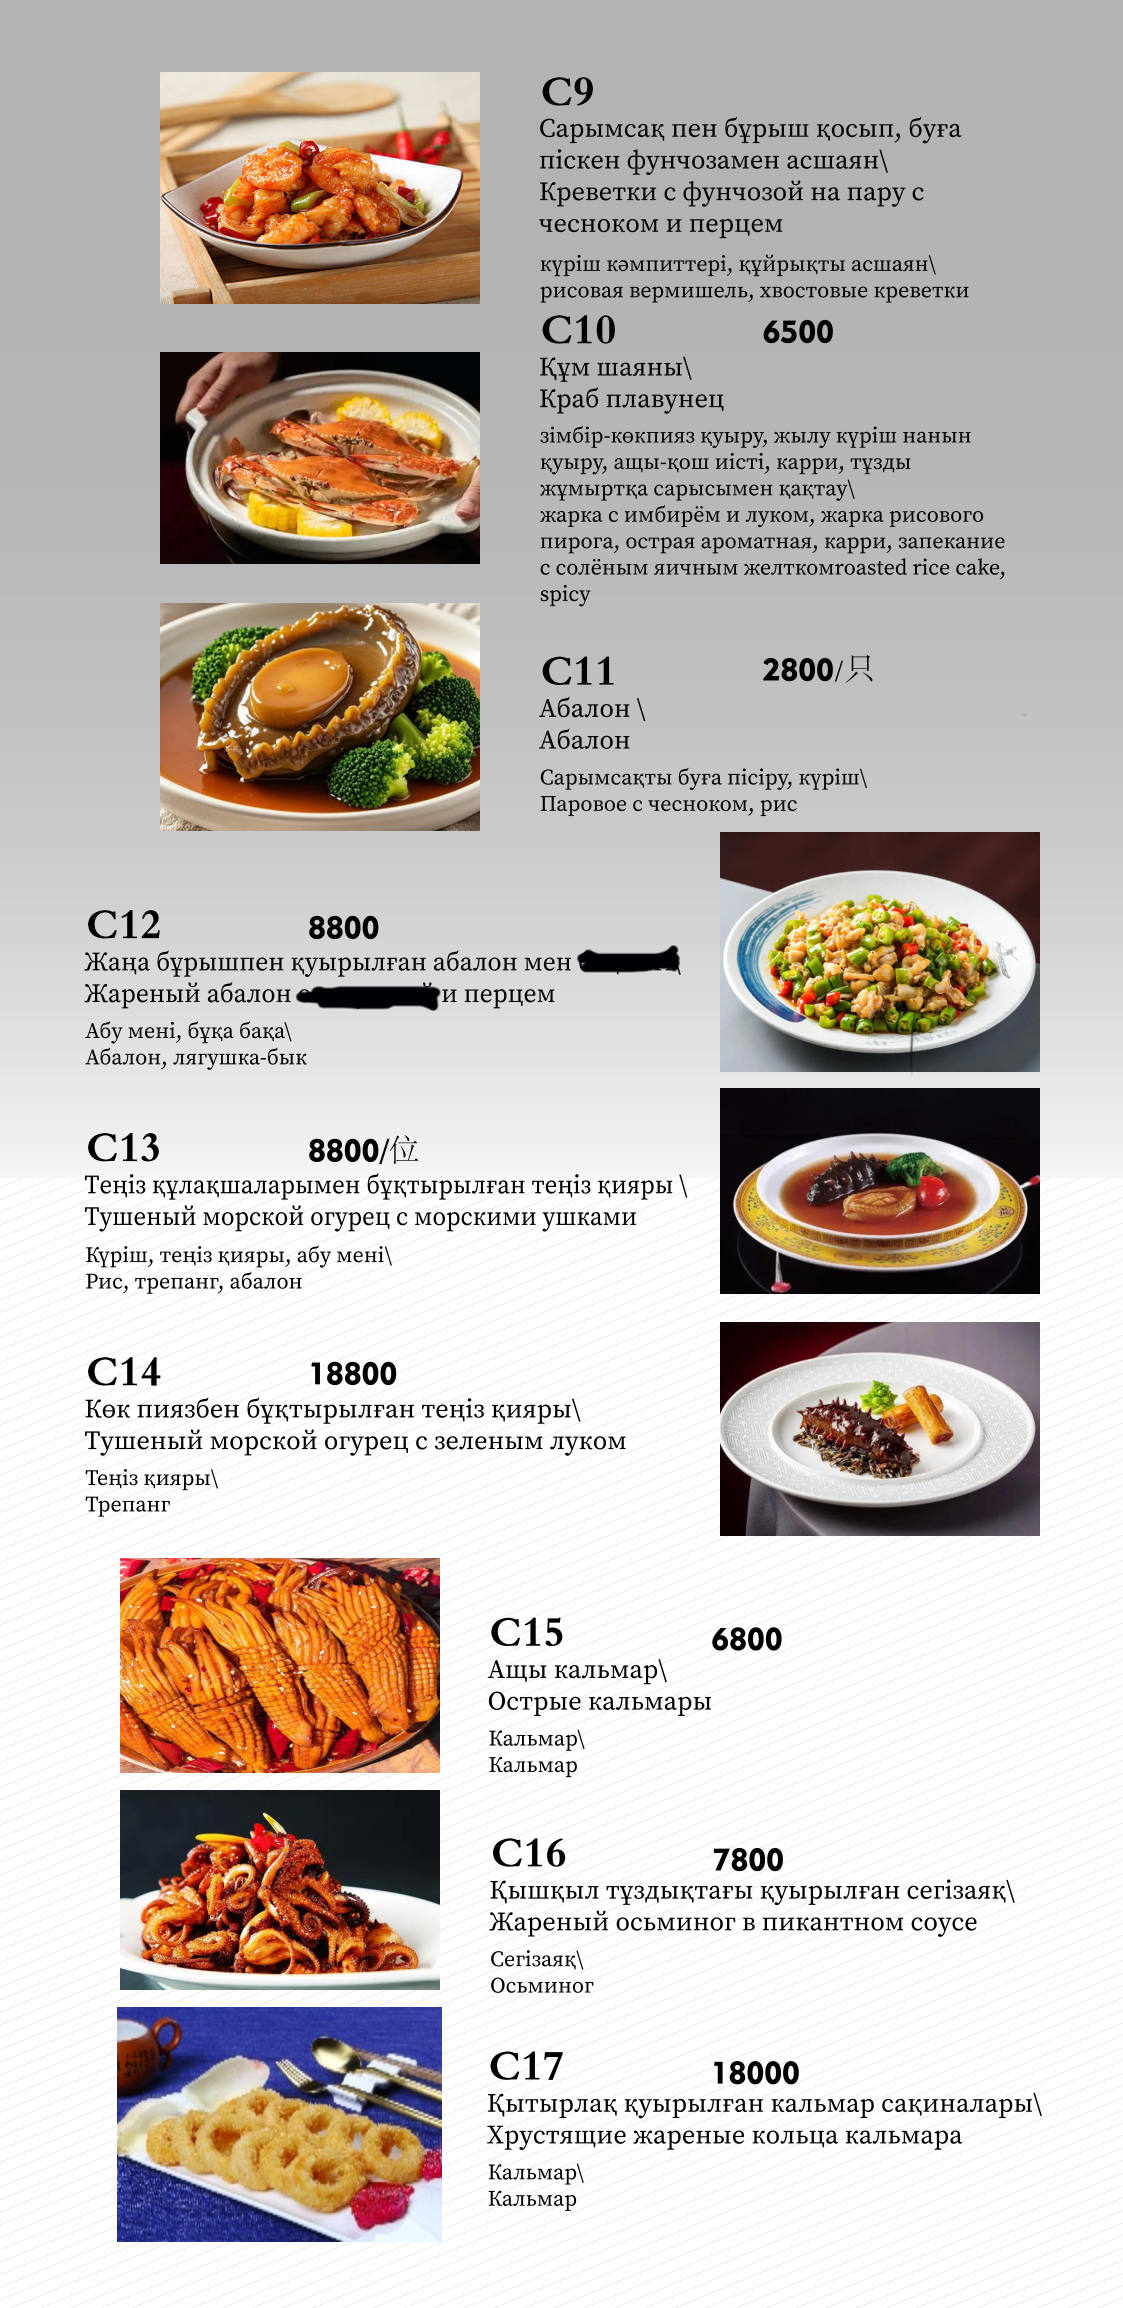 C9
Сарымсақ пен бұрыш қосып, буға
піскен фунчозамен асшаян\
Креветки с фунчозой на пару с
чесноком и перцем
күріш кәмпиттері, құйрықты асшаян\
рисовая вермишель, хвостовые креветки
C10 6500
Құм шаяны\
Краб плавунец
зімбір-көкпияз қуыру, жылу күріш нанын
қуыру, ащы-қош иісті, карри, тұзды
жұмыртқа сарысымен қақтау\
жарка с имбирём и луком, жарка рисового
пирога, острая ароматная, карри, запекание
с солёным яичным желткомroasted rice cake,
spicy
C11 2800/只
Абалон \
Абалон
Сарымсақты буға пісіру, күріш\
Паровое с чесноком, рис
C12 8800
Жаңа бұрышпен қуырылған абалон мен
Жареный абалон и перцем
Абу мені, бұқа бақа\
Абалон, лягушка-бык
C13 8800/位
Теңіз құлақшаларымен бұқтырылған теңіз қияры \
Тушеный морской огурец с морскими ушками
Күріш, теңіз қияры, абу мені\
Рис, трепанг, абалон
C14 18800
Көк пиязбен бұқтырылған теңіз қияры\
Тушеный морской огурец с зеленым луком
Теңіз қияры\
Трепанг
C15 6800
Ащы кальмар\
Острые кальмары
Кальмар\
Кальмар
C16 7800
Қышқыл тұздықтағы қуырылған сегізаяқ\
Жареный осьминог в пикантном соусе
Сегізаяқ\
Осьминог
C17 18000
Қытырлақ қуырылған кальмар сақиналары\
Хрустящие жареные кольца кальмара
Кальмар\
Кальмар